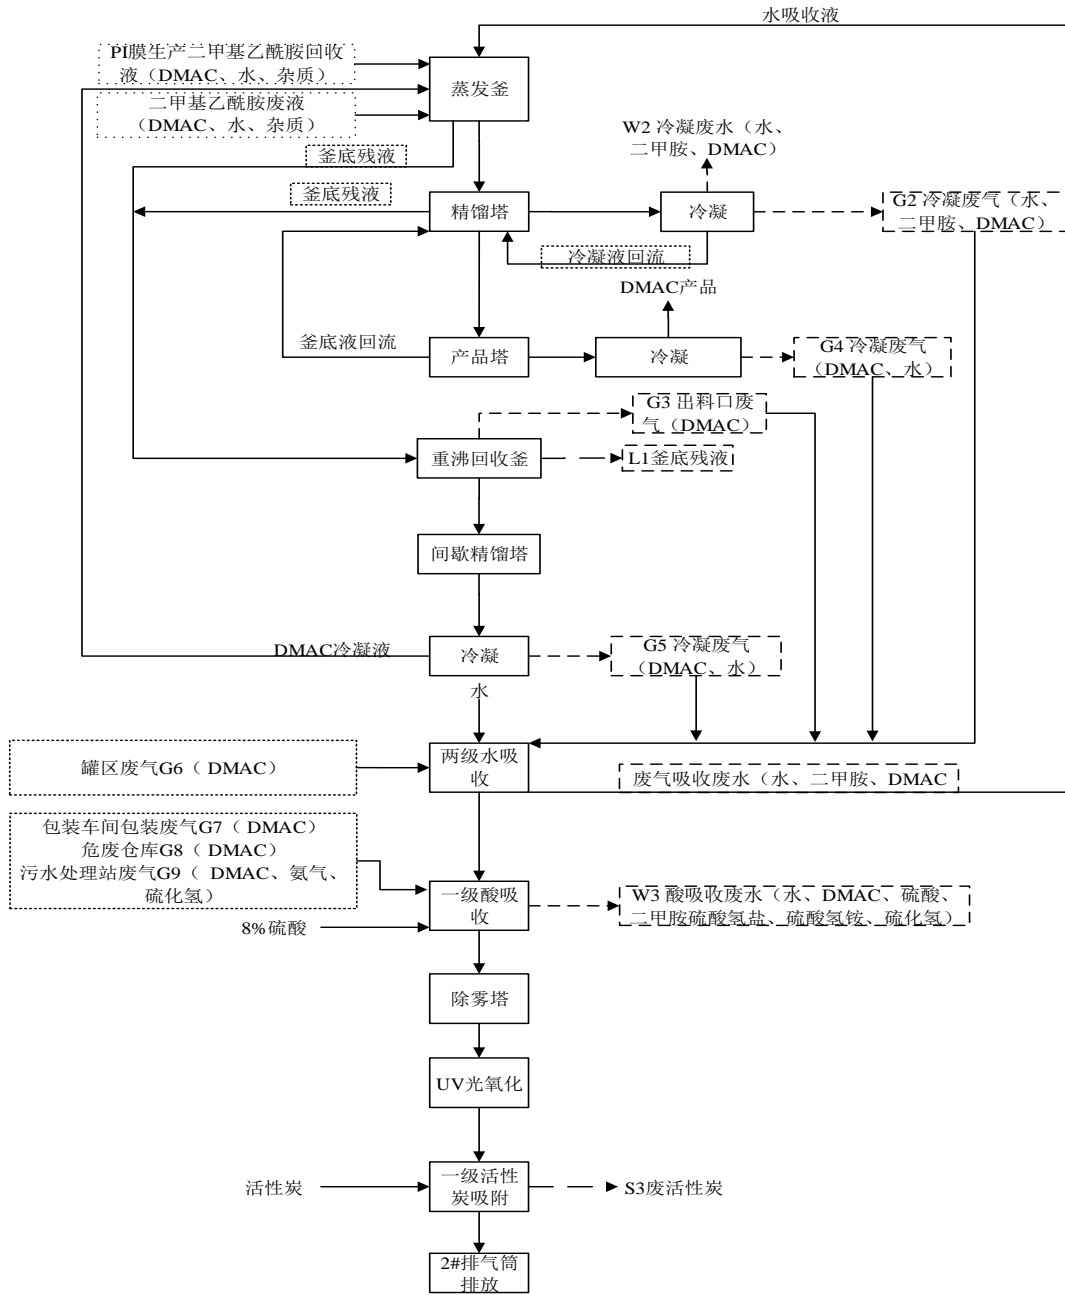 水吸收液
PI膜生产二甲基乙酰胺回收
液（DMAC、水、杂质）
蒸发釜
二甲基乙酰胺废液
（DMAC、水、杂质）
W2 冷凝废水（水、
二甲胺、DMAC）
釜底残液
釜底残液
精馏塔
冷凝
G2 冷凝废气（水、
二甲胺、DMAC）
冷凝液回流
DMAC产品
釜底液回流
产品塔
冷凝
G4 冷凝废气
（DMAC、水）
G3 出料口废
气（DMAC）
重沸回收釜
L1釜底残液
间歇精馏塔
DMAC冷凝液
冷凝
G5 冷凝废气
（DMAC、水）
水
罐区废气G6（ DMAC）
两级水吸
收
废气吸收废水（水、二甲胺、DMAC
包装车间包装废气G7（ DMAC）
危废仓库G8（ DMAC）
污水处理站废气G9（ DMAC、氨气、
硫化氢）
一级酸吸
收
W3 酸吸收废水（水、DMAC、硫酸、
二甲胺硫酸氢盐、硫酸氢铵、硫化氢）
8%硫酸
除雾塔
UV光氧化
活性炭
一级活性
炭吸附
S3废活性炭
2#排气筒
排放